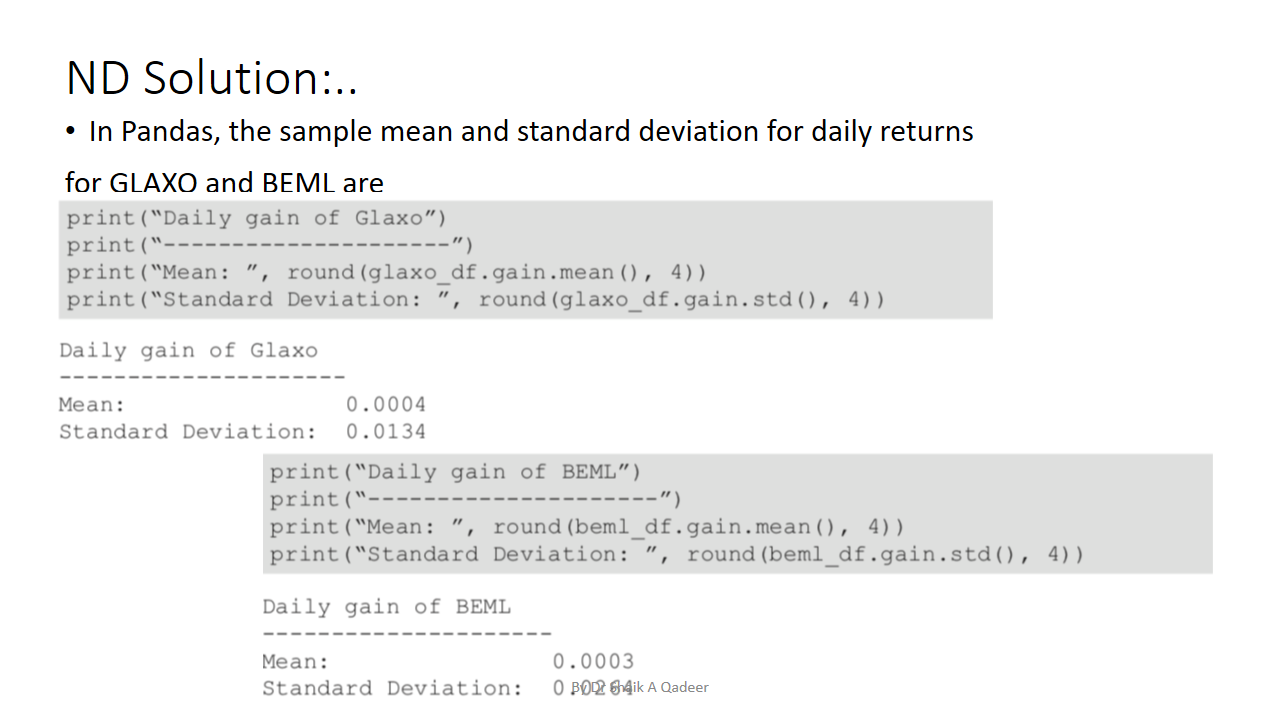 ND Solution:..
• In Pandas, the sample mean and standard deviation for daily returns
for GLAXO and BEML are
print(“Daily gain of Glaxo”)
print(“---------------------”)
print(“Mean: ”, round(glaxo_df.gain.mean(), 4))
print(“Standard Deviation: ”, round(glaxo_df.gain.std(), 4))
Daily gain of Glaxo
---------------------
Mean: 0.0004
Standard Deviation: 0.0134
print(“Daily gain of BEML”)
print(“---------------------”)
print(“Mean: ”, round(beml_df.gain.mean(), 4))
print(“Standard Deviation: ”, round(beml_df.gain.std(), 4))
Daily gain of BEML
---------------------
Mean: 0.0003
Standard Deviation: 0.0264
By Dr Shaik A Qadeer